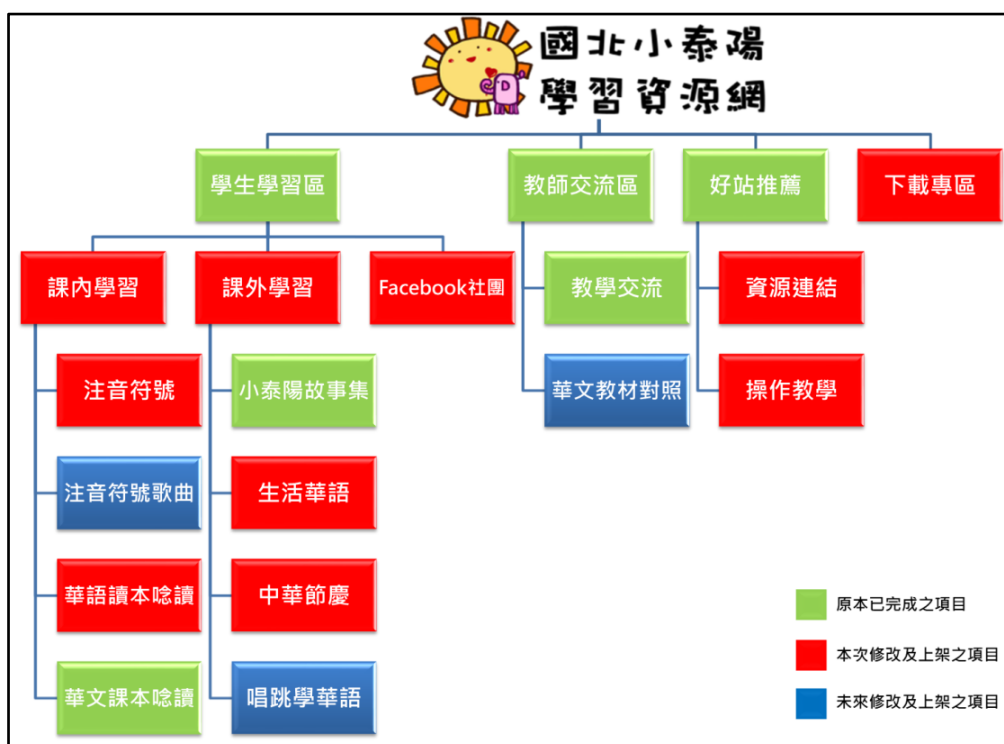 國北小泰陽
學習資源網
學生學習區
教師交流區
好站推薦
下載專區
課內學習
課外學習
Facebook社團
教學交流
資源連結
注音符號
小泰陽故事集
華文教材對照
操作教學
注音符號歌曲
生活華語
華語讀本唸讀
中華節慶
華文課本唸讀
唱跳學華語
原本已完成之項目
本次修改及上架之項目
未來修改及上架之項目